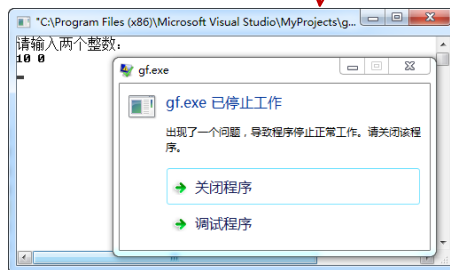 "C:\Program Files (x86)\Microsoft Visual Studio\MyProjects\g...
请输入两个整数：
10 0
gf.exe
gf.exe 已停止工作
出现了一个问题，导致程序停止正常工作。请关闭该程
序。
关闭程序
调试程序